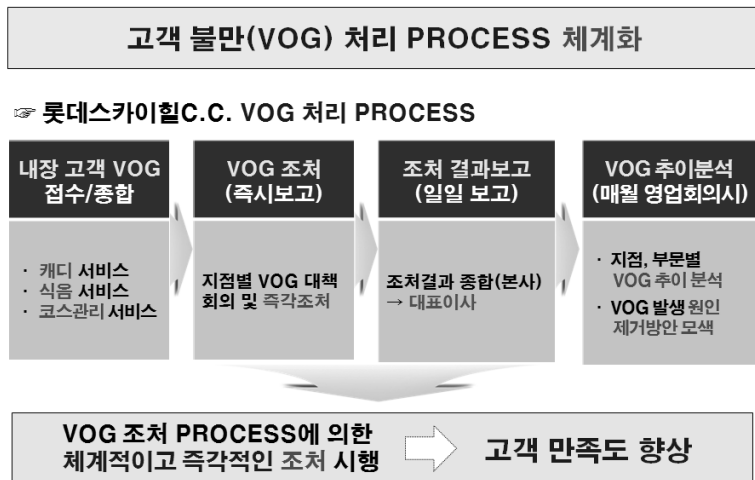 고객 불만(VOG) 처리 PROCESS 체계화
☞ 롯데스카이힐C.C. VOG 처리 PROCESS
내장 고객 VOG
접수/종합
· 캐디 서비스
· 식음 서비스
· 코스관리 서비스
VOG 조처
(즉시보고)
지점별 VOG 대책
회의 및 즉각조처
조처 결과보고
(일일 보고)
조처결과 종합(본사)
→ 대표이사
VOG 추이분석
(매월 영업회의시)
· 지점, 부문별
VOG 추이 분석
· VOG 발생 원인
제거방안 모색
VOG 조처 PROCESS에 의한
체계적이고 즉각적인 조처 시행
고객 만족도 향상